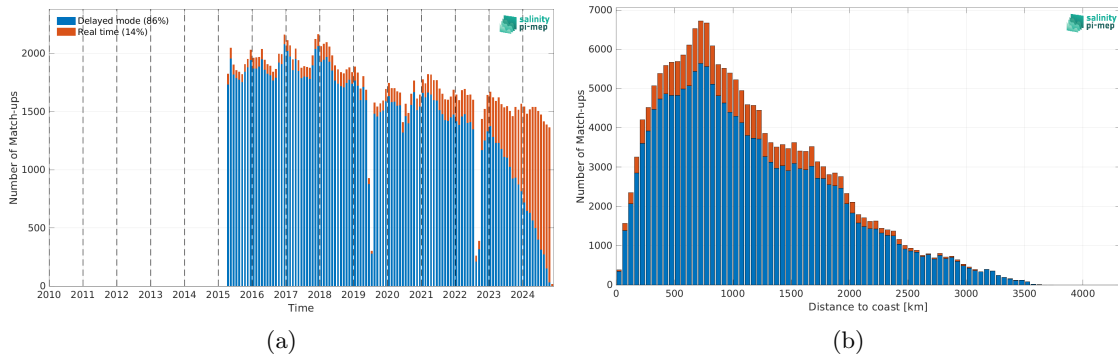 Delayed mode (86%)
Real time (14%)
salinity
pi-mep
Number of Match-ups
2000
1500
1000
500
0
2010 2011 2012 2013 2014 2015 2016 2017 2018 2019 2020 2021 2022 2023 2024
Time
(a)
salinity
pi-mep
Number of Match-ups
7000
6000
5000
4000
3000
2000
1000
0
0 500 1000 1500 2000 2500 3000 3500 4000
Distance to coast [km]
(b)